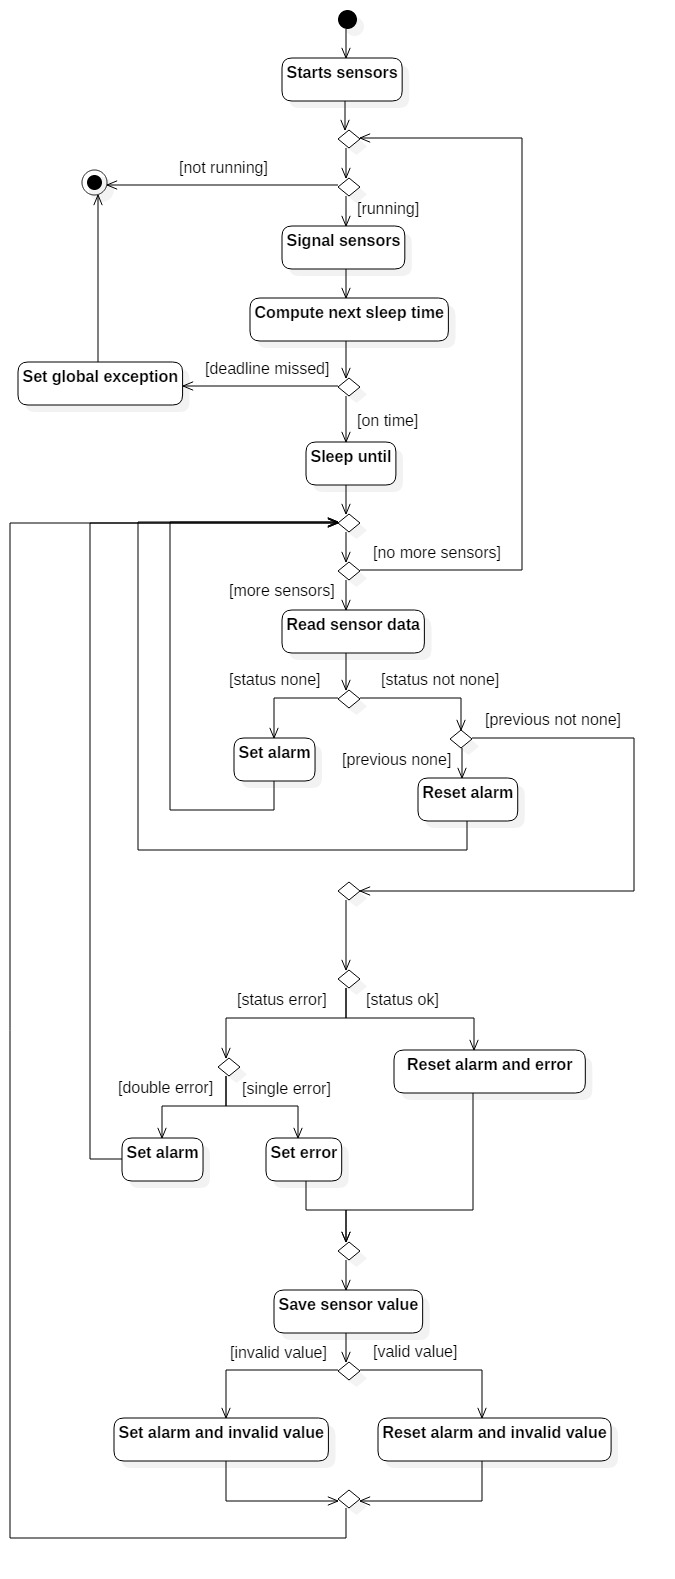 Starts sensors
[not running]
[running]
Signal sensors
Compute next sleep time
[deadline missed]
Set global exception
[on time]
Sleep until
[no more sensors]
[more sensors]
Read sensor data
[status none]
[status not none]
[previous not none]
Set alarm
[previous none]
Reset alarm
[status error]
[status ok]
Reset alarm and error
[double error]
[single error]
Set alarm
Set error
Save sensor value
[invalid value]
[valid value]
Set alarm and invalid value
Reset alarm and invalid value